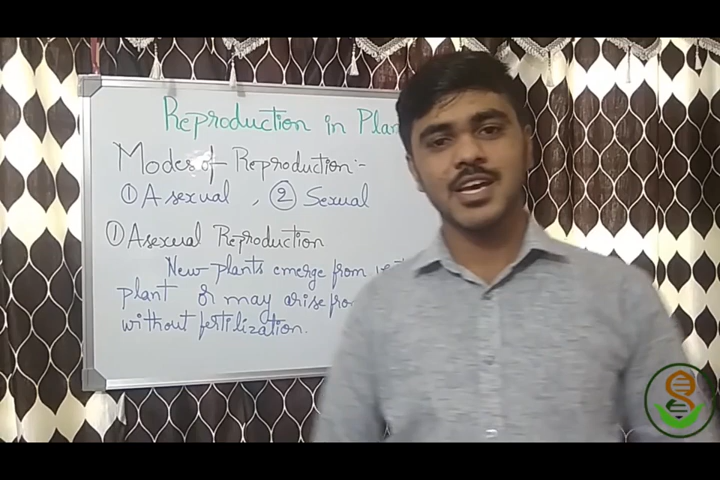 Reproduction in Plan
Modes of Reproduction:-
① Asexual , ② Sexual
① Asexual Reproduction
New plants emerge from
plant or may arise from
without fertilization.